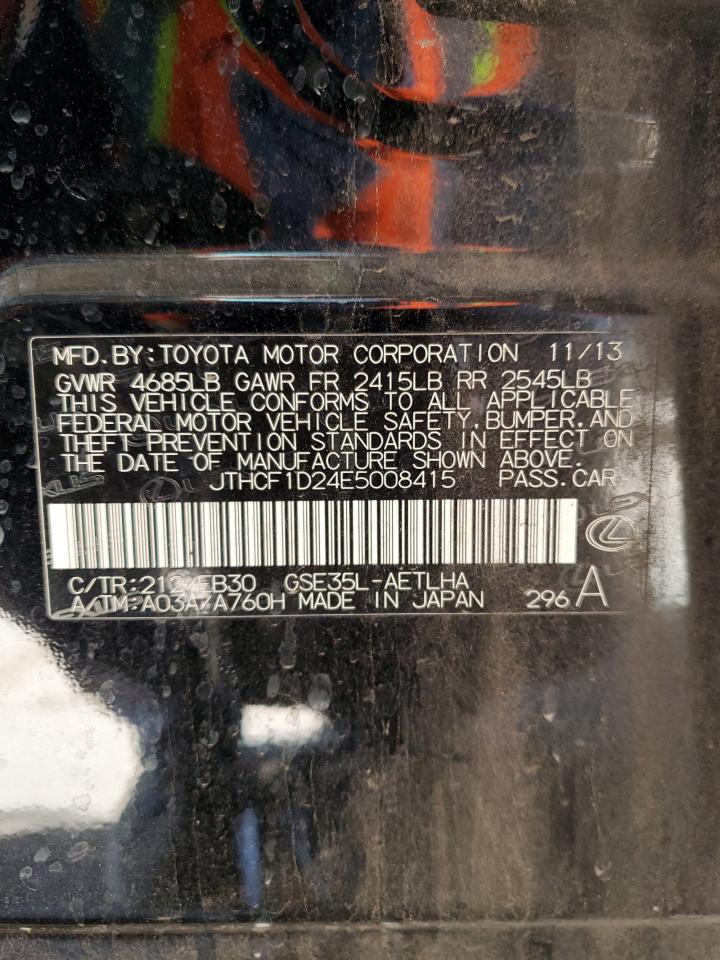 MFD.BY:TOYOTA MOTOR CORPORATION 11/13
GVWR 4685LB GAWR FR 2415LB RR 2545LB
THIS VEHICLE CONFORMS TO ALL APPLICABLE
FEDERAL MOTOR VEHICLE SAFETY,BUMPER,AND
THEFT PREVENTION STANDARDS IN EFFECT ON
THE DATE OF MANUFACTURE SHOWN ABOVE.
JTHCF1D24E5008415 PASS.CAR
C/TR:212/EB30 GSE35L-AETLHA
A/TM:A03A/A760H MADE IN JAPAN 296 A